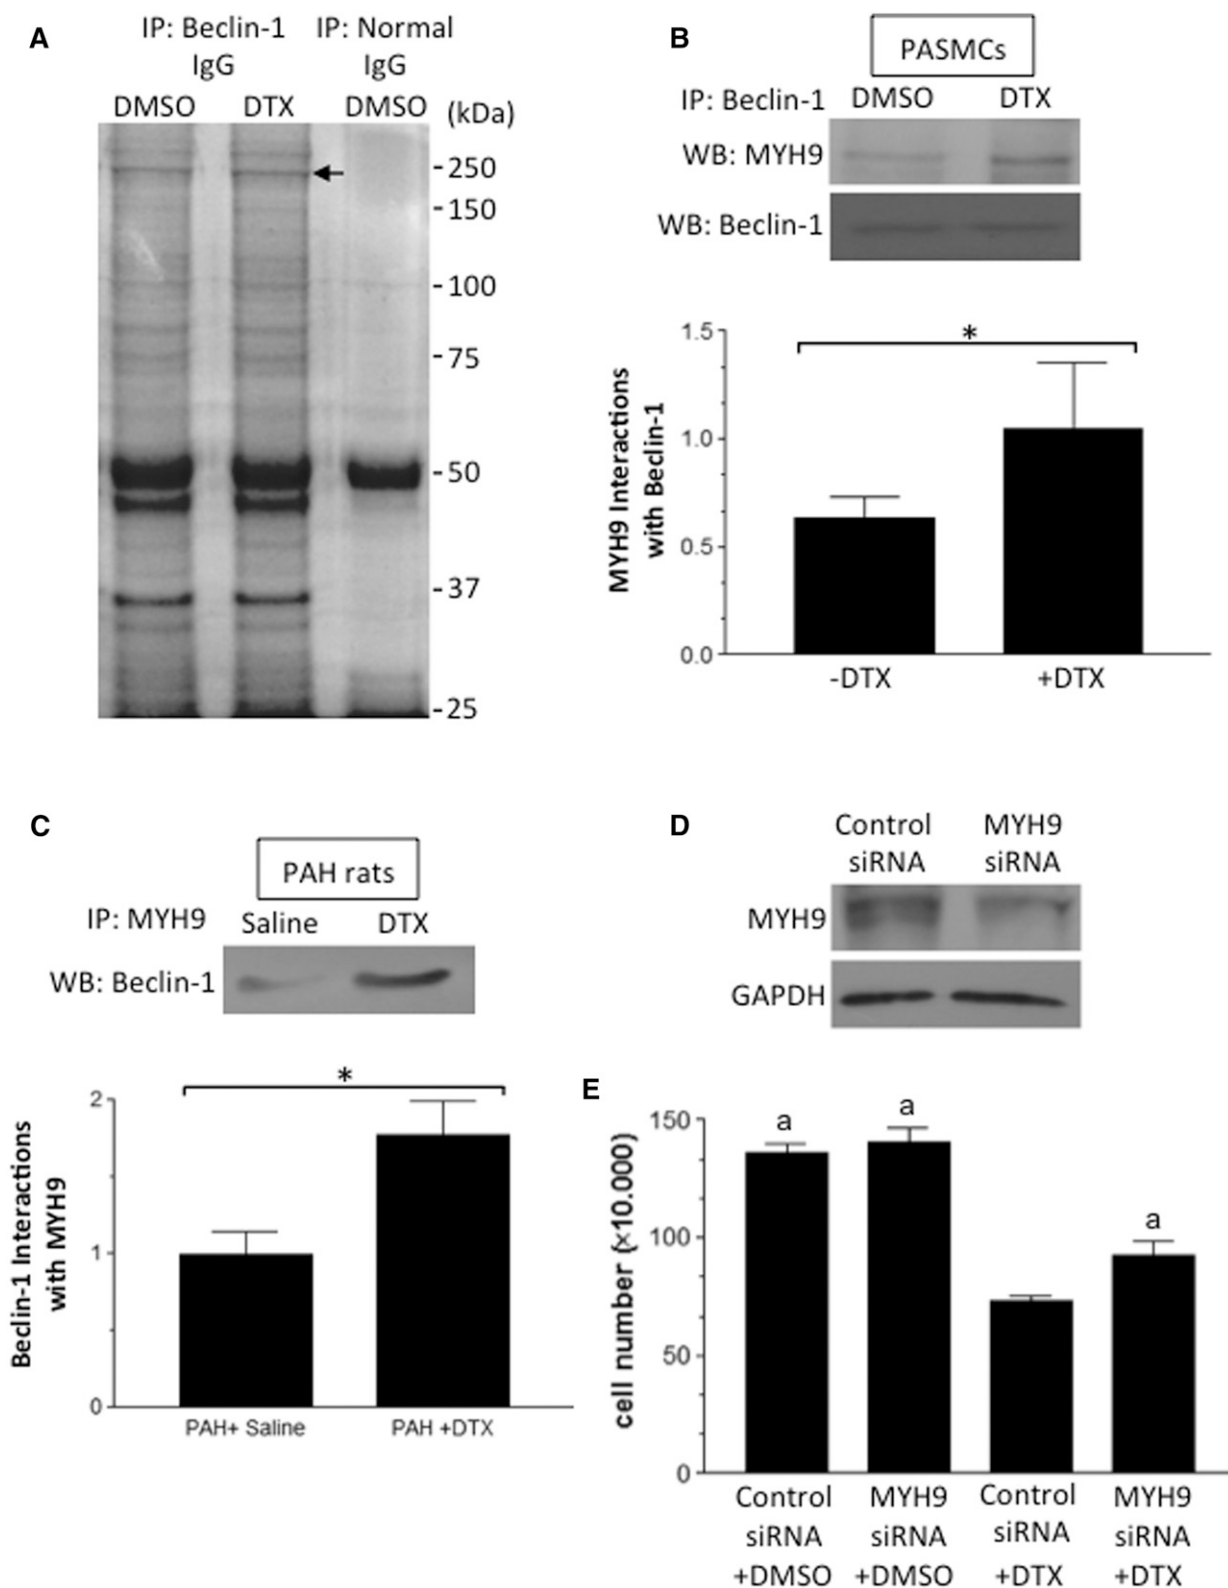 A
IP: Beclin-1 IgG
IP: Normal IgG
DMSO
DTX
DMSO
(kDa)
-250
-150
-100
-75
-50
-37
-25
B
PASMCs
IP: Beclin-1
DMSO
DTX
WB: MYH9
WB: Beclin-1
MYH9 Interactions
with Beclin-1
1.5
1.0
0.5
0.0
*
-DTX
+DTX
C
PAH rats
IP: MYH9
Saline
DTX
WB: Beclin-1
Beclin-1 Interactions
with MYH9
2
1
0
*
PAH+ Saline
PAH +DTX
D
Control
siRNA
MYH9
siRNA
MYH9
GAPDH
E
cell number (×10.000)
150
100
50
0
a
a
a
Control
siRNA
+DMSO
MYH9
siRNA
+DMSO
Control
siRNA
+DTX
MYH9
siRNA
+DTX